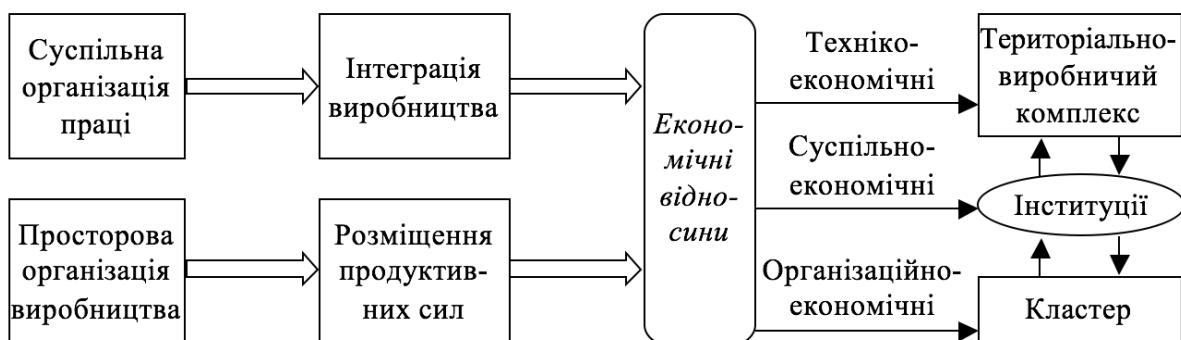 Суспільна
організація
праці
Інтеграція
виробництва
Просторова
організація
виробництва
Розміщення
продуктив-
них сил
Еконо-
мічні
відно-
сини
Техніко-
економічні
Суспільно-
економічні
Організаційно-
економічні
Територіально-
виробничий
комплекс
Інституції
Кластер